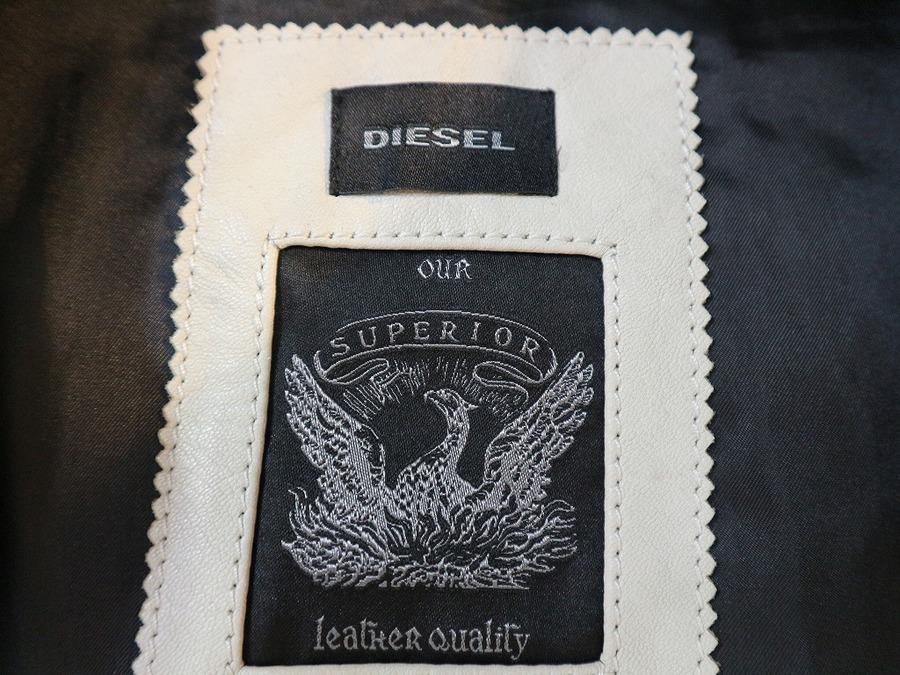 DIESEL
OUR
SUPERIOR
leather quality